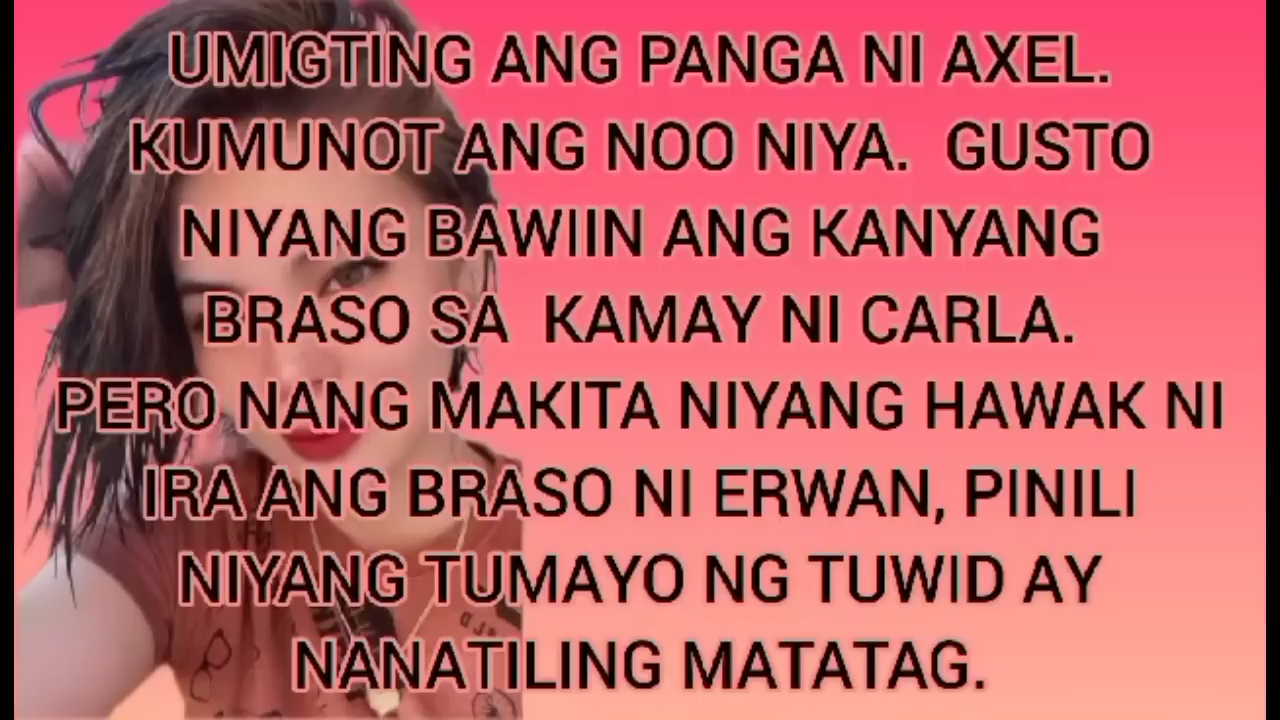 UMIGTING ANG PANGA NI AXEL.
KUMUNOT ANG NOO NIYA. GUSTO
NIYANG BAWIIN ANG KANYANG
BRASO SA KAMAY NI CARLA.
PERO NANG MAKITA NIYANG HAWAK NI
IRA ANG BRASO NI ERWAN, PINILI
NIYANG TUMAYO NG TUWID AY
NANATILING MATATAG.